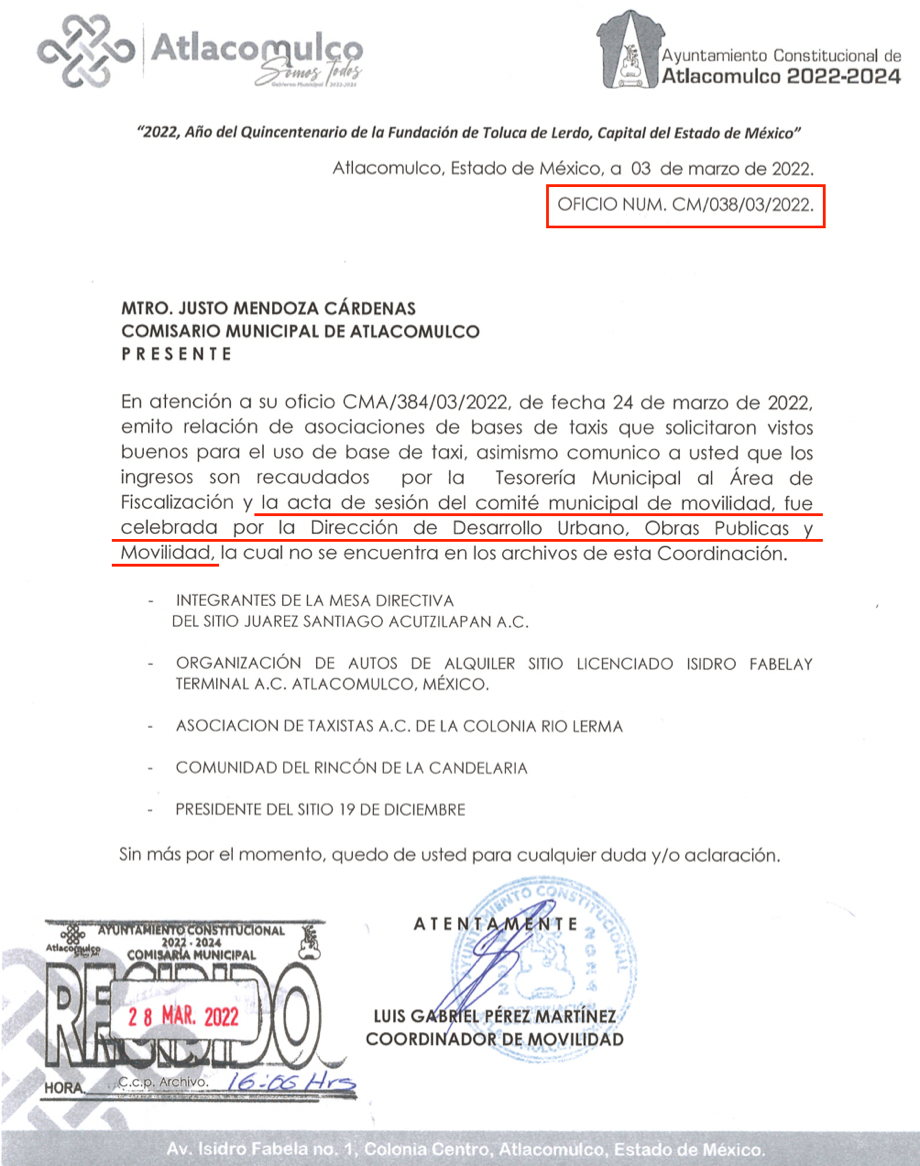 Atlacomulco
Somos Todos
Gobierno Municipal 2022-2024
Ayuntamiento Constitucional de
Atlacomulco 2022-2024
“2022, Año del Quincentenario de la Fundación de Toluca de Lerdo, Capital del Estado de México”
Atlacomulco, Estado de México, a 03 de marzo de 2022.
OFICIO NUM. CM/038/03/2022.
MTRO. JUSTO MENDOZA CÁRDENAS
COMISARIO MUNICIPAL DE ATLACOMULCO
P R E S E N T E
En atención a su oficio CMA/384/03/2022, de fecha 24 de marzo de 2022,
emito relación de asociaciones de bases de taxis que solicitaron vistos
buenos para el uso de base de taxi, asimismo comunico a usted que los
ingresos son recaudados por la Tesorería Municipal al Área de
Fiscalización y la acta de sesión del comité municipal de movilidad, fue
celebrada por la Dirección de Desarrollo Urbano, Obras Publicas y
Movilidad, la cual no se encuentra en los archivos de esta Coordinación.
- INTEGRANTES DE LA MESA DIRECTIVA
DEL SITIO JUAREZ SANTIAGO ACUTZILAPAN A.C.
- ORGANIZACIÓN DE AUTOS DE ALQUILER SITIO LICENCIADO ISIDRO FABELAY
TERMINAL A.C. ATLACOMULCO, MÉXICO.
- ASOCIACION DE TAXISTAS A.C. DE LA COLONIA RIO LERMA
- COMUNIDAD DEL RINCÓN DE LA CANDELARIA
- PRESIDENTE DEL SITIO 19 DE DICIEMBRE
Sin más por el momento, quedo de usted para cualquier duda y/o aclaración.
A T E N T A M E N T E
AYUNTAMIENTO CONSTITUCIONAL
LUIS GABRIEL PÉREZ MARTÍNEZ
COORDINADOR DE MOVILIDAD
AYUNTAMIENTO CONSTITUCIONAL
2022 - 2024
Atlacomulco
COMISARÍA MUNICIPAL
RECIBIDO
28 MAR. 2022
C.c.p. Archivo.
HORA. 16:06 Hrs
Av. Isidro Fabela no. 1, Colonia Centro, Atlacomulco, Estado de México.